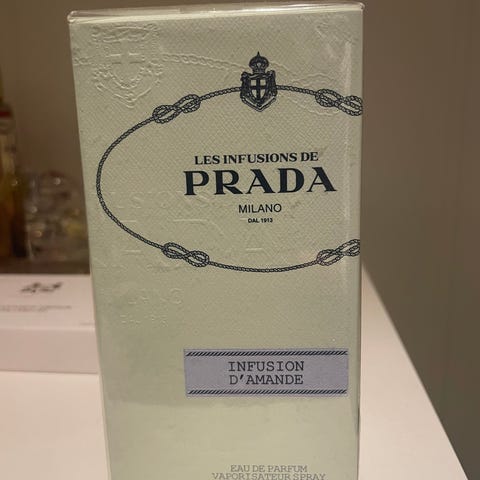 LES INFUSIONS DE
PRADA
MILANO
DAL 1913
INFUSION
D'AMANDE
EAU DE PARFUM
VAPORISATEUR SPRAY